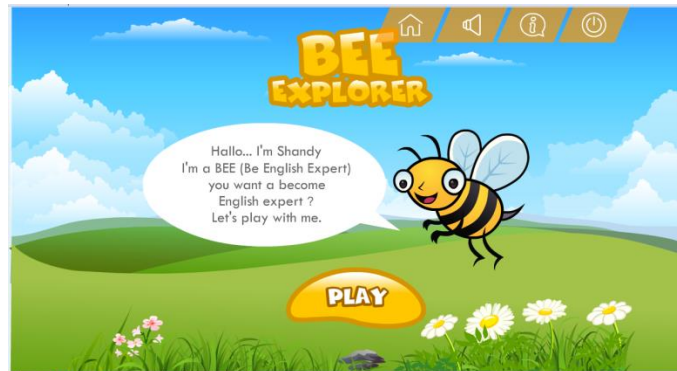 BEE
EXPLORER
Hallo... I'm Shandy
I'm a BEE (Be English Expert)
you want a become
English expert ?
Let's play with me.
PLAY